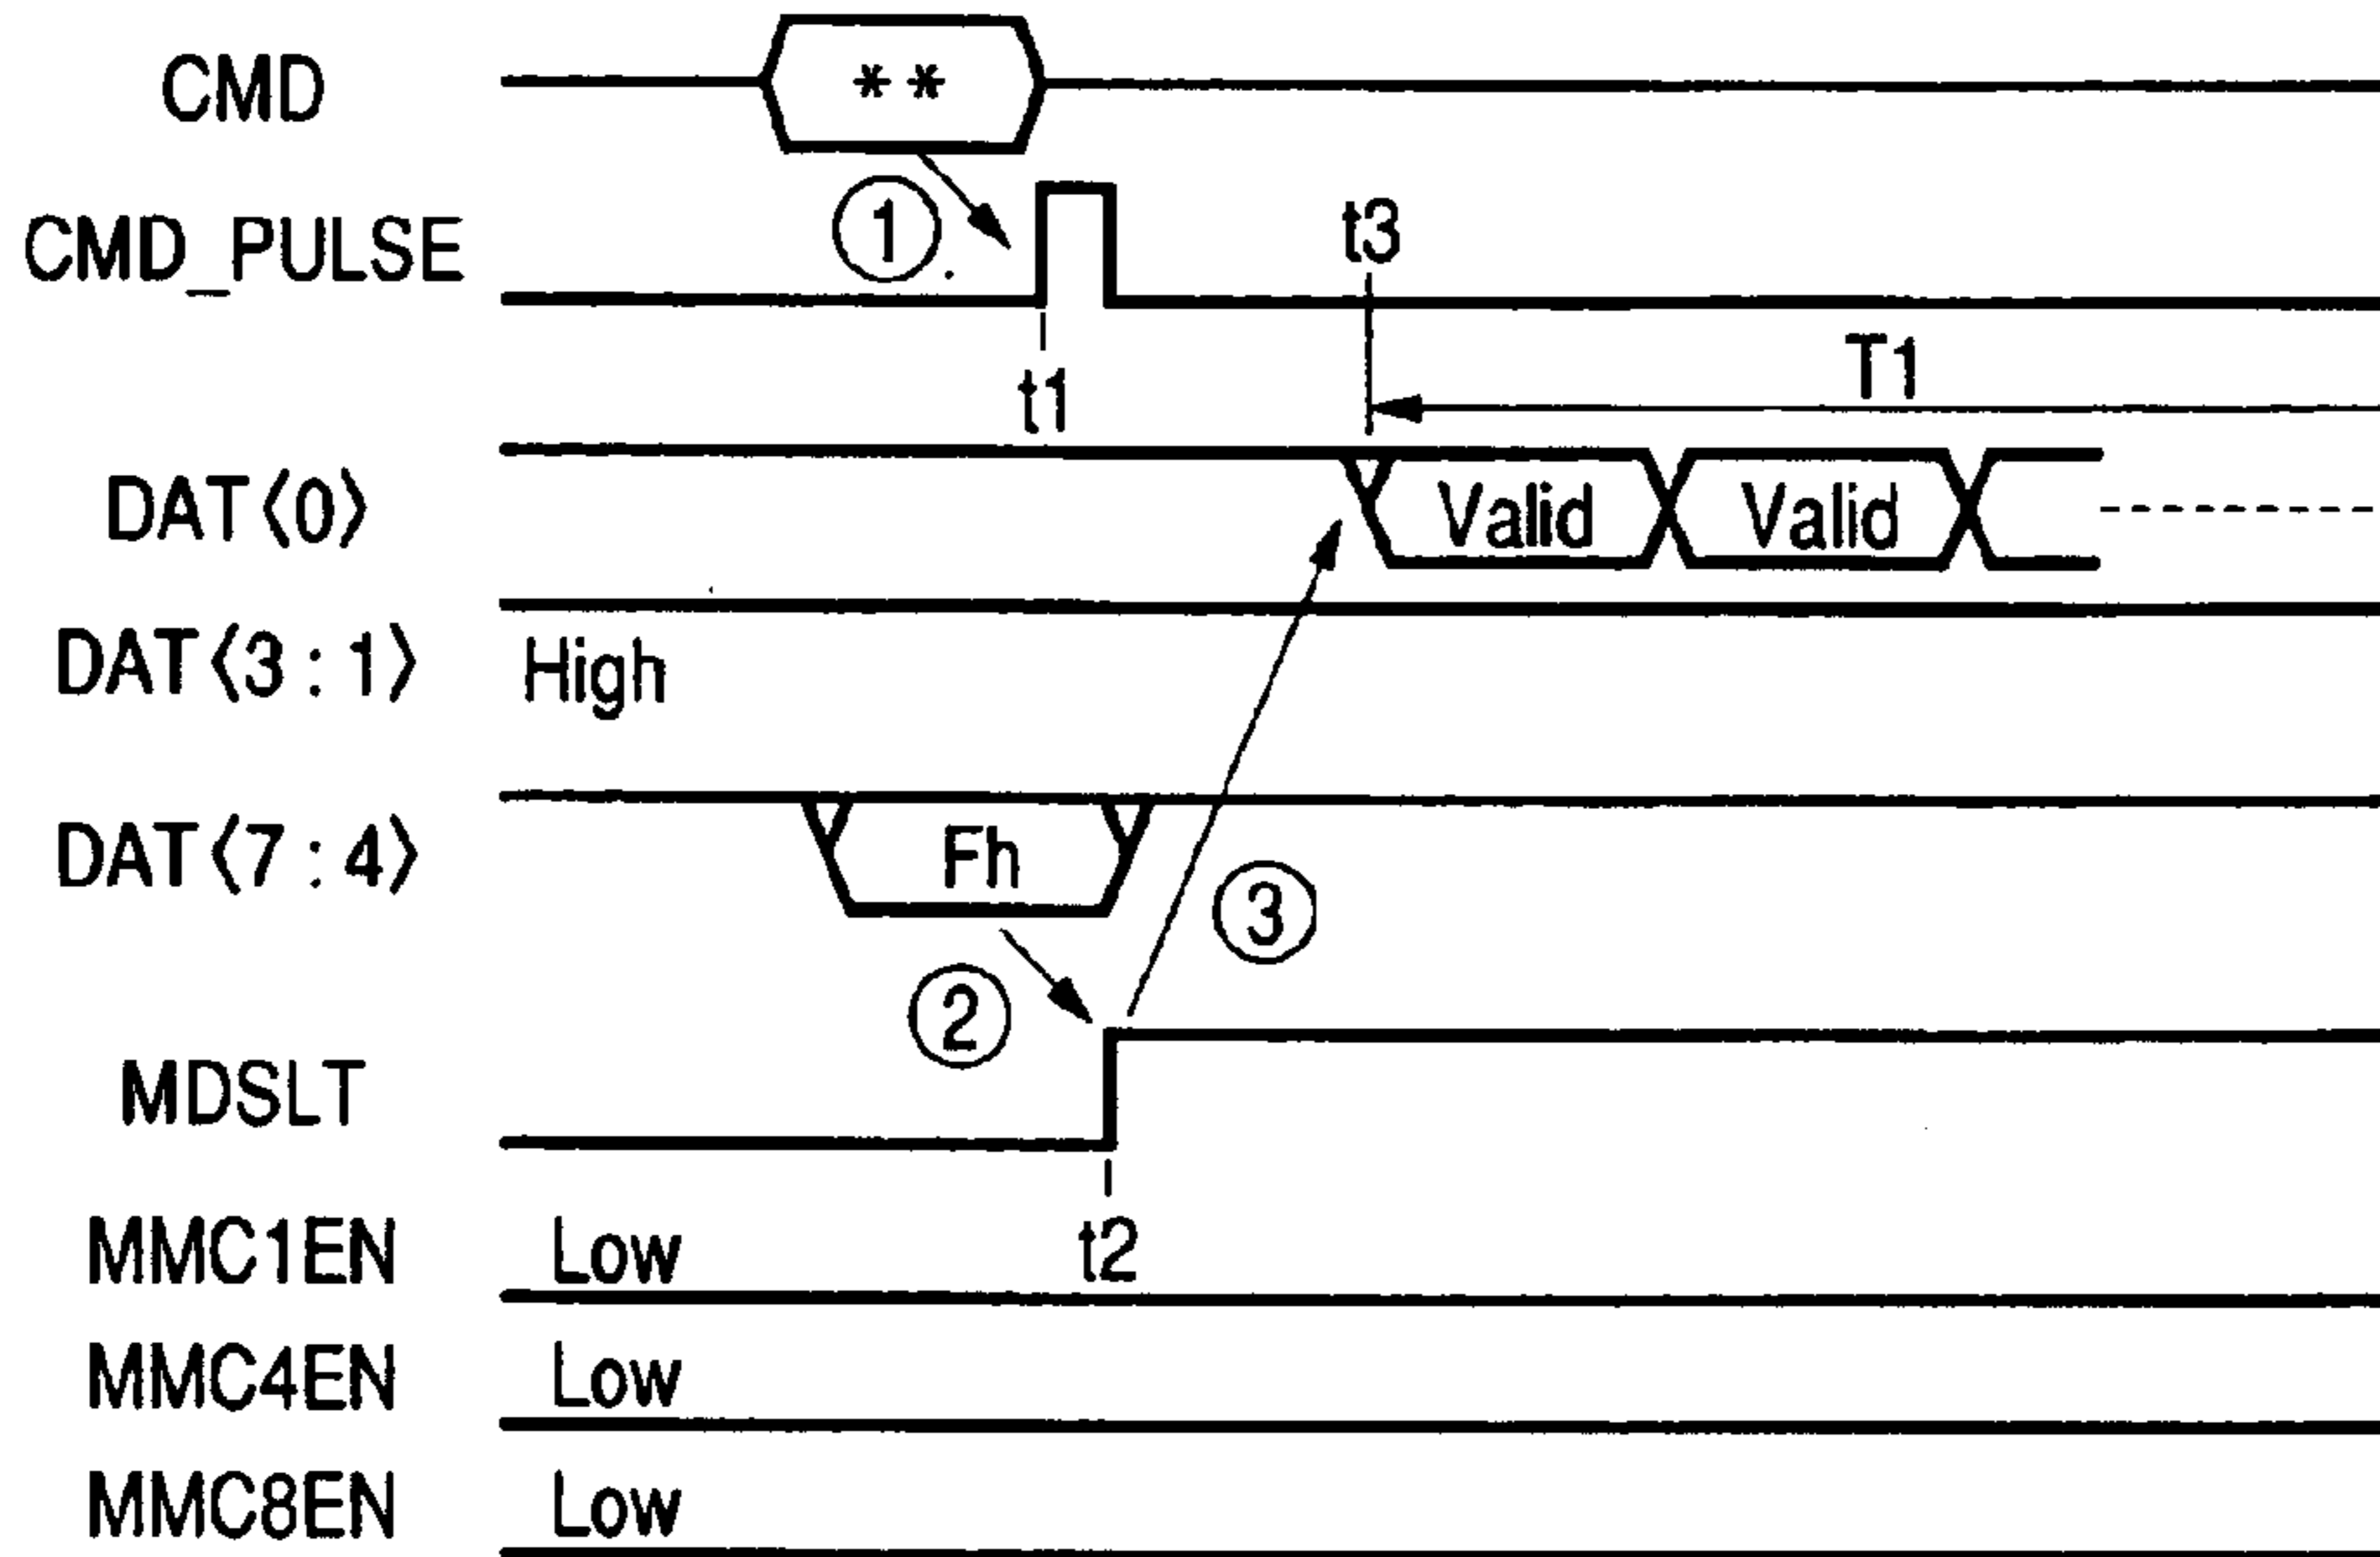 CMD **
① CMD_PULSE t3
t1 T1
DAT⟨0⟩ Valid Valid
DAT⟨3:1⟩ High
DAT⟨7:4⟩ Fh
③
②
MDSLT
MMC1EN Low t2
MMC4EN Low
MMC8EN Low